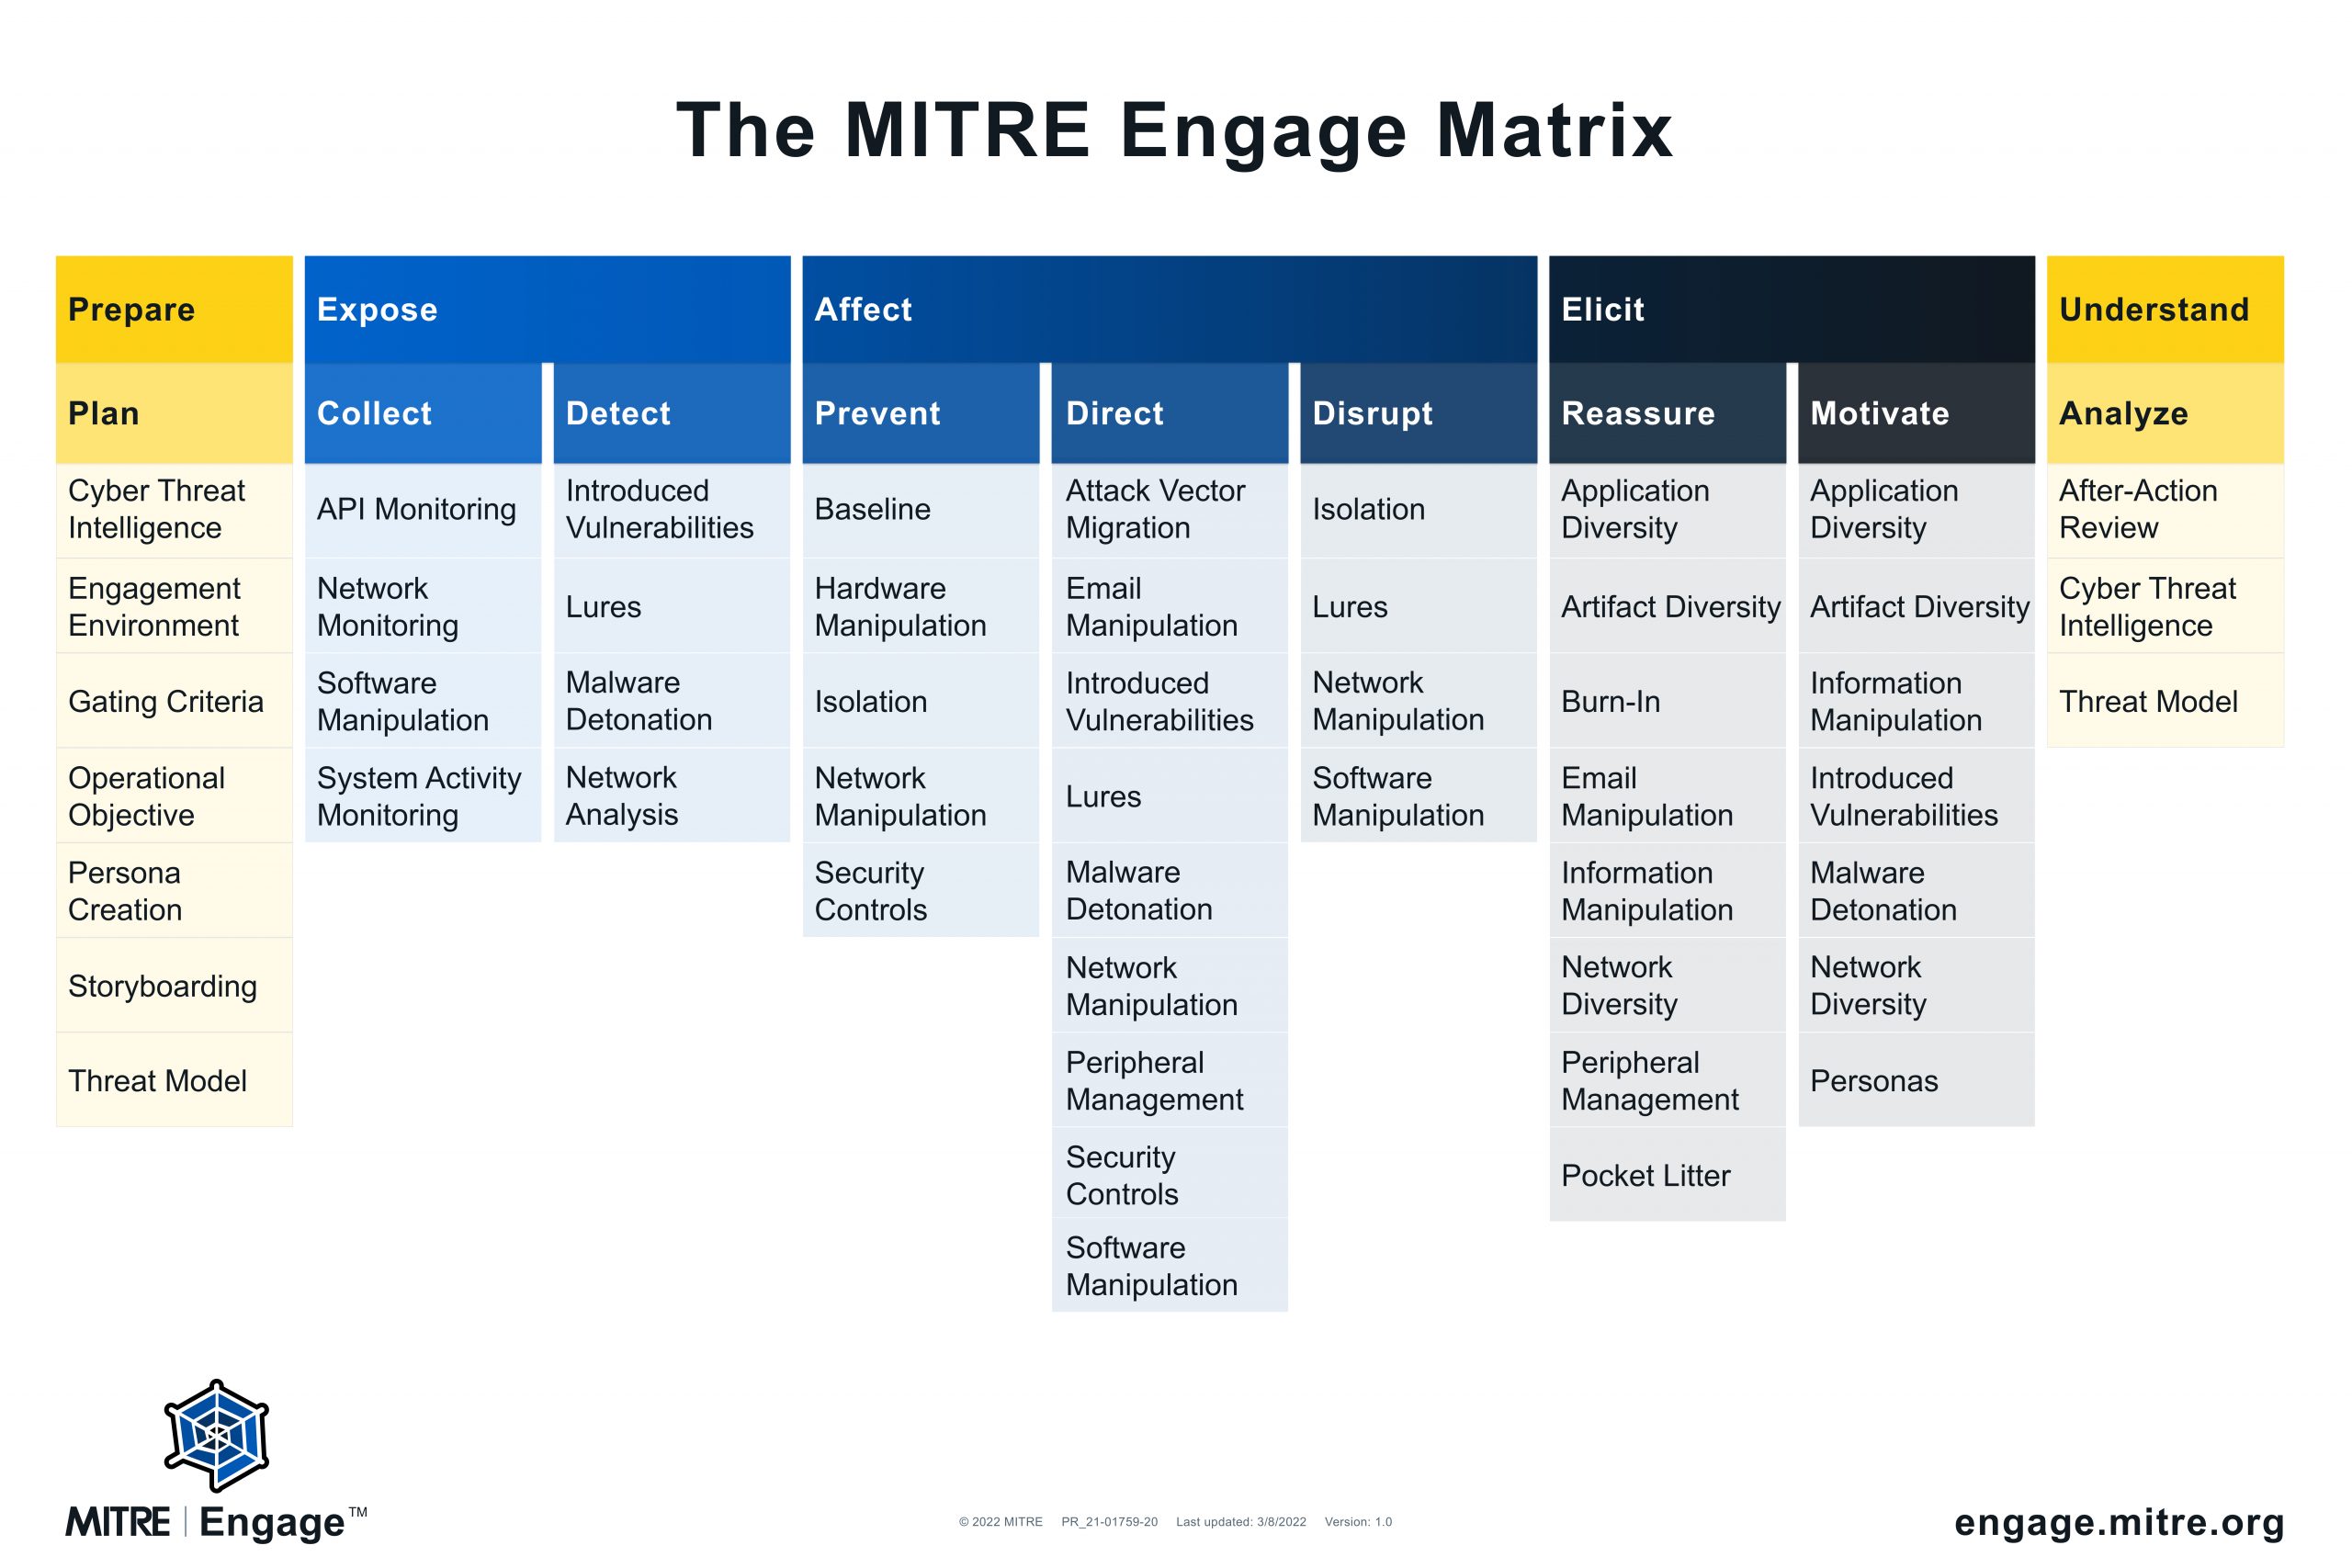 The MITRE Engage Matrix
Prepare
Expose
Affect
Elicit
Understand
Plan
Collect
Detect
Prevent
Direct
Disrupt
Reassure
Motivate
Analyze
Cyber Threat
Intelligence
Engagement
Environment
Gating Criteria
Operational
Objective
Persona
Creation
Storyboarding
Threat Model
API Monitoring
Network
Monitoring
Software
Manipulation
System Activity
Monitoring
Introduced
Vulnerabilities
Lures
Malware
Detonation
Network
Analysis
Baseline
Hardware
Manipulation
Isolation
Network
Manipulation
Security
Controls
Attack Vector
Migration
Email
Manipulation
Introduced
Vulnerabilities
Lures
Malware
Detonation
Network
Manipulation
Peripheral
Management
Security
Controls
Software
Manipulation
Isolation
Lures
Network
Manipulation
Software
Manipulation
Application
Diversity
Artifact Diversity
Burn-In
Email
Manipulation
Information
Manipulation
Network
Diversity
Peripheral
Management
Pocket Litter
Application
Diversity
Artifact Diversity
Information
Manipulation
Introduced
Vulnerabilities
Malware
Detonation
Network
Diversity
Personas
After-Action
Review
Cyber Threat
Intelligence
Threat Model
MITRE | Engage™
© 2022 MITRE PR_21-01759-20 Last updated: 3/8/2022 Version: 1.0
engage.mitre.org